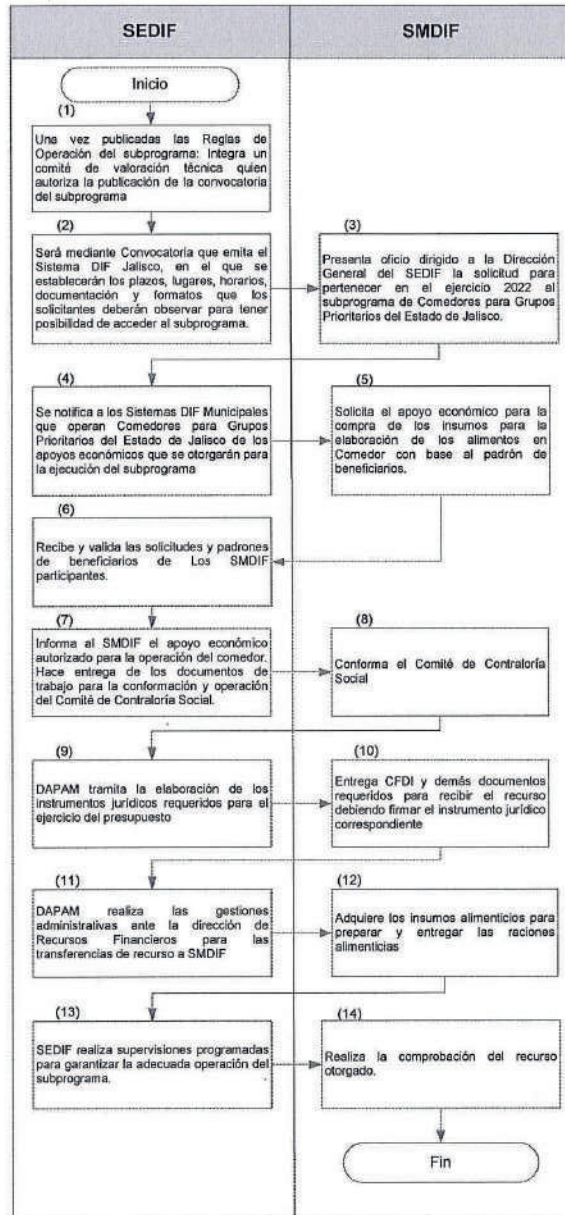 SEDIF
SMDIF
Inicio
(1)
Una vez publicadas las Reglas de
Operación del subprograma: Integra un
comité de valoración técnica quien
autoriza la publicación de la convocatoria
del subprograma
(2)
Será mediante Convocatoria que emita el
Sistema DIF Jalisco, en el que se
establecerán los plazos, lugares, horarios,
documentación y formatos que los
solicitantes deberán observar para tener
posibilidad de acceder al subprograma.
(3)
Presenta oficio dirigido a la Dirección
General del SEDIF la solicitud para
pertenecer en el ejercicio 2022 al
subprograma de Comedores para Grupos
Prioritarios del Estado de Jalisco.
(4)
Se notifica a los Sistemas DIF Municipales
que operan Comedores para Grupos
Prioritarios del Estado de Jalisco de los
apoyos económicos que se otorgarán para
la ejecución del subprograma
(5)
Solicita el apoyo económico para la
compra de los insumos para la
elaboración de los alimentos en
Comedor con base al padrón de
beneficiarios.
(6)
Recibe y valida las solicitudes y padrones
de beneficiarios de Los SMDIF
participantes.
(7)
Informa al SMDIF el apoyo económico
autorizado para la operación del comedor.
Hace entrega de los documentos de
trabajo para la conformación y operación
del Comité de Contraloría Social.
(8)
Conforma el Comité de Contraloría
Social
(9)
DAPAM tramita la elaboración de los
instrumentos jurídicos requeridos para el
ejercicio del presupuesto
(10)
Entrega CFDI y demás documentos
requeridos para recibir el recurso
debiendo firmar el instrumento jurídico
correspondiente
(11)
DAPAM realiza las gestiones
administrativas ante la dirección de
Recursos Financieros para las
transferencias de recurso a SMDIF
(12)
Adquiere los insumos alimenticios para
preparar y entregar las raciones
alimenticias
(13)
SEDIF realiza supervisiones programadas
para garantizar la adecuada operación del
subprograma.
(14)
Realiza la comprobación del recurso
otorgado.
Fin